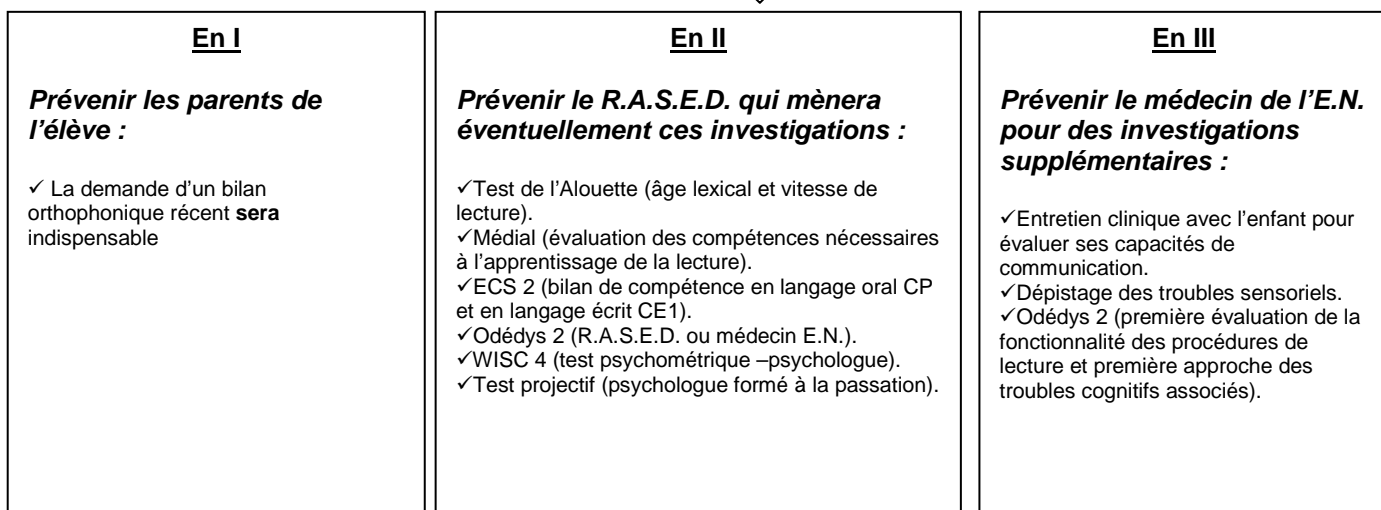 En I
Prévenir les parents de
l’élève :
✓ La demande d’un bilan
orthophonique récent sera
indispensable
En II
Prévenir le R.A.S.E.D. qui mènera
éventuellement ces investigations :
✓Test de l’Alouette (âge lexical et vitesse de
lecture).
✓Médial (évaluation des compétences nécessaires
à l’apprentissage de la lecture).
✓ECS 2 (bilan de compétence en langage oral CP
et en langage écrit CE1).
✓Odédys 2 (R.A.S.E.D. ou médecin E.N.).
✓WISC 4 (test psychométrique –psychologue).
✓Test projectif (psychologue formé à la passation).
En III
Prévenir le médecin de l’E.N.
pour des investigations
supplémentaires :
✓Entretien clinique avec l’enfant pour
évaluer ses capacités de
communication.
✓Dépistage des troubles sensoriels.
✓Odédys 2 (première évaluation de la
fonctionnalité des procédures de
lecture et première approche des
troubles cognitifs associés).